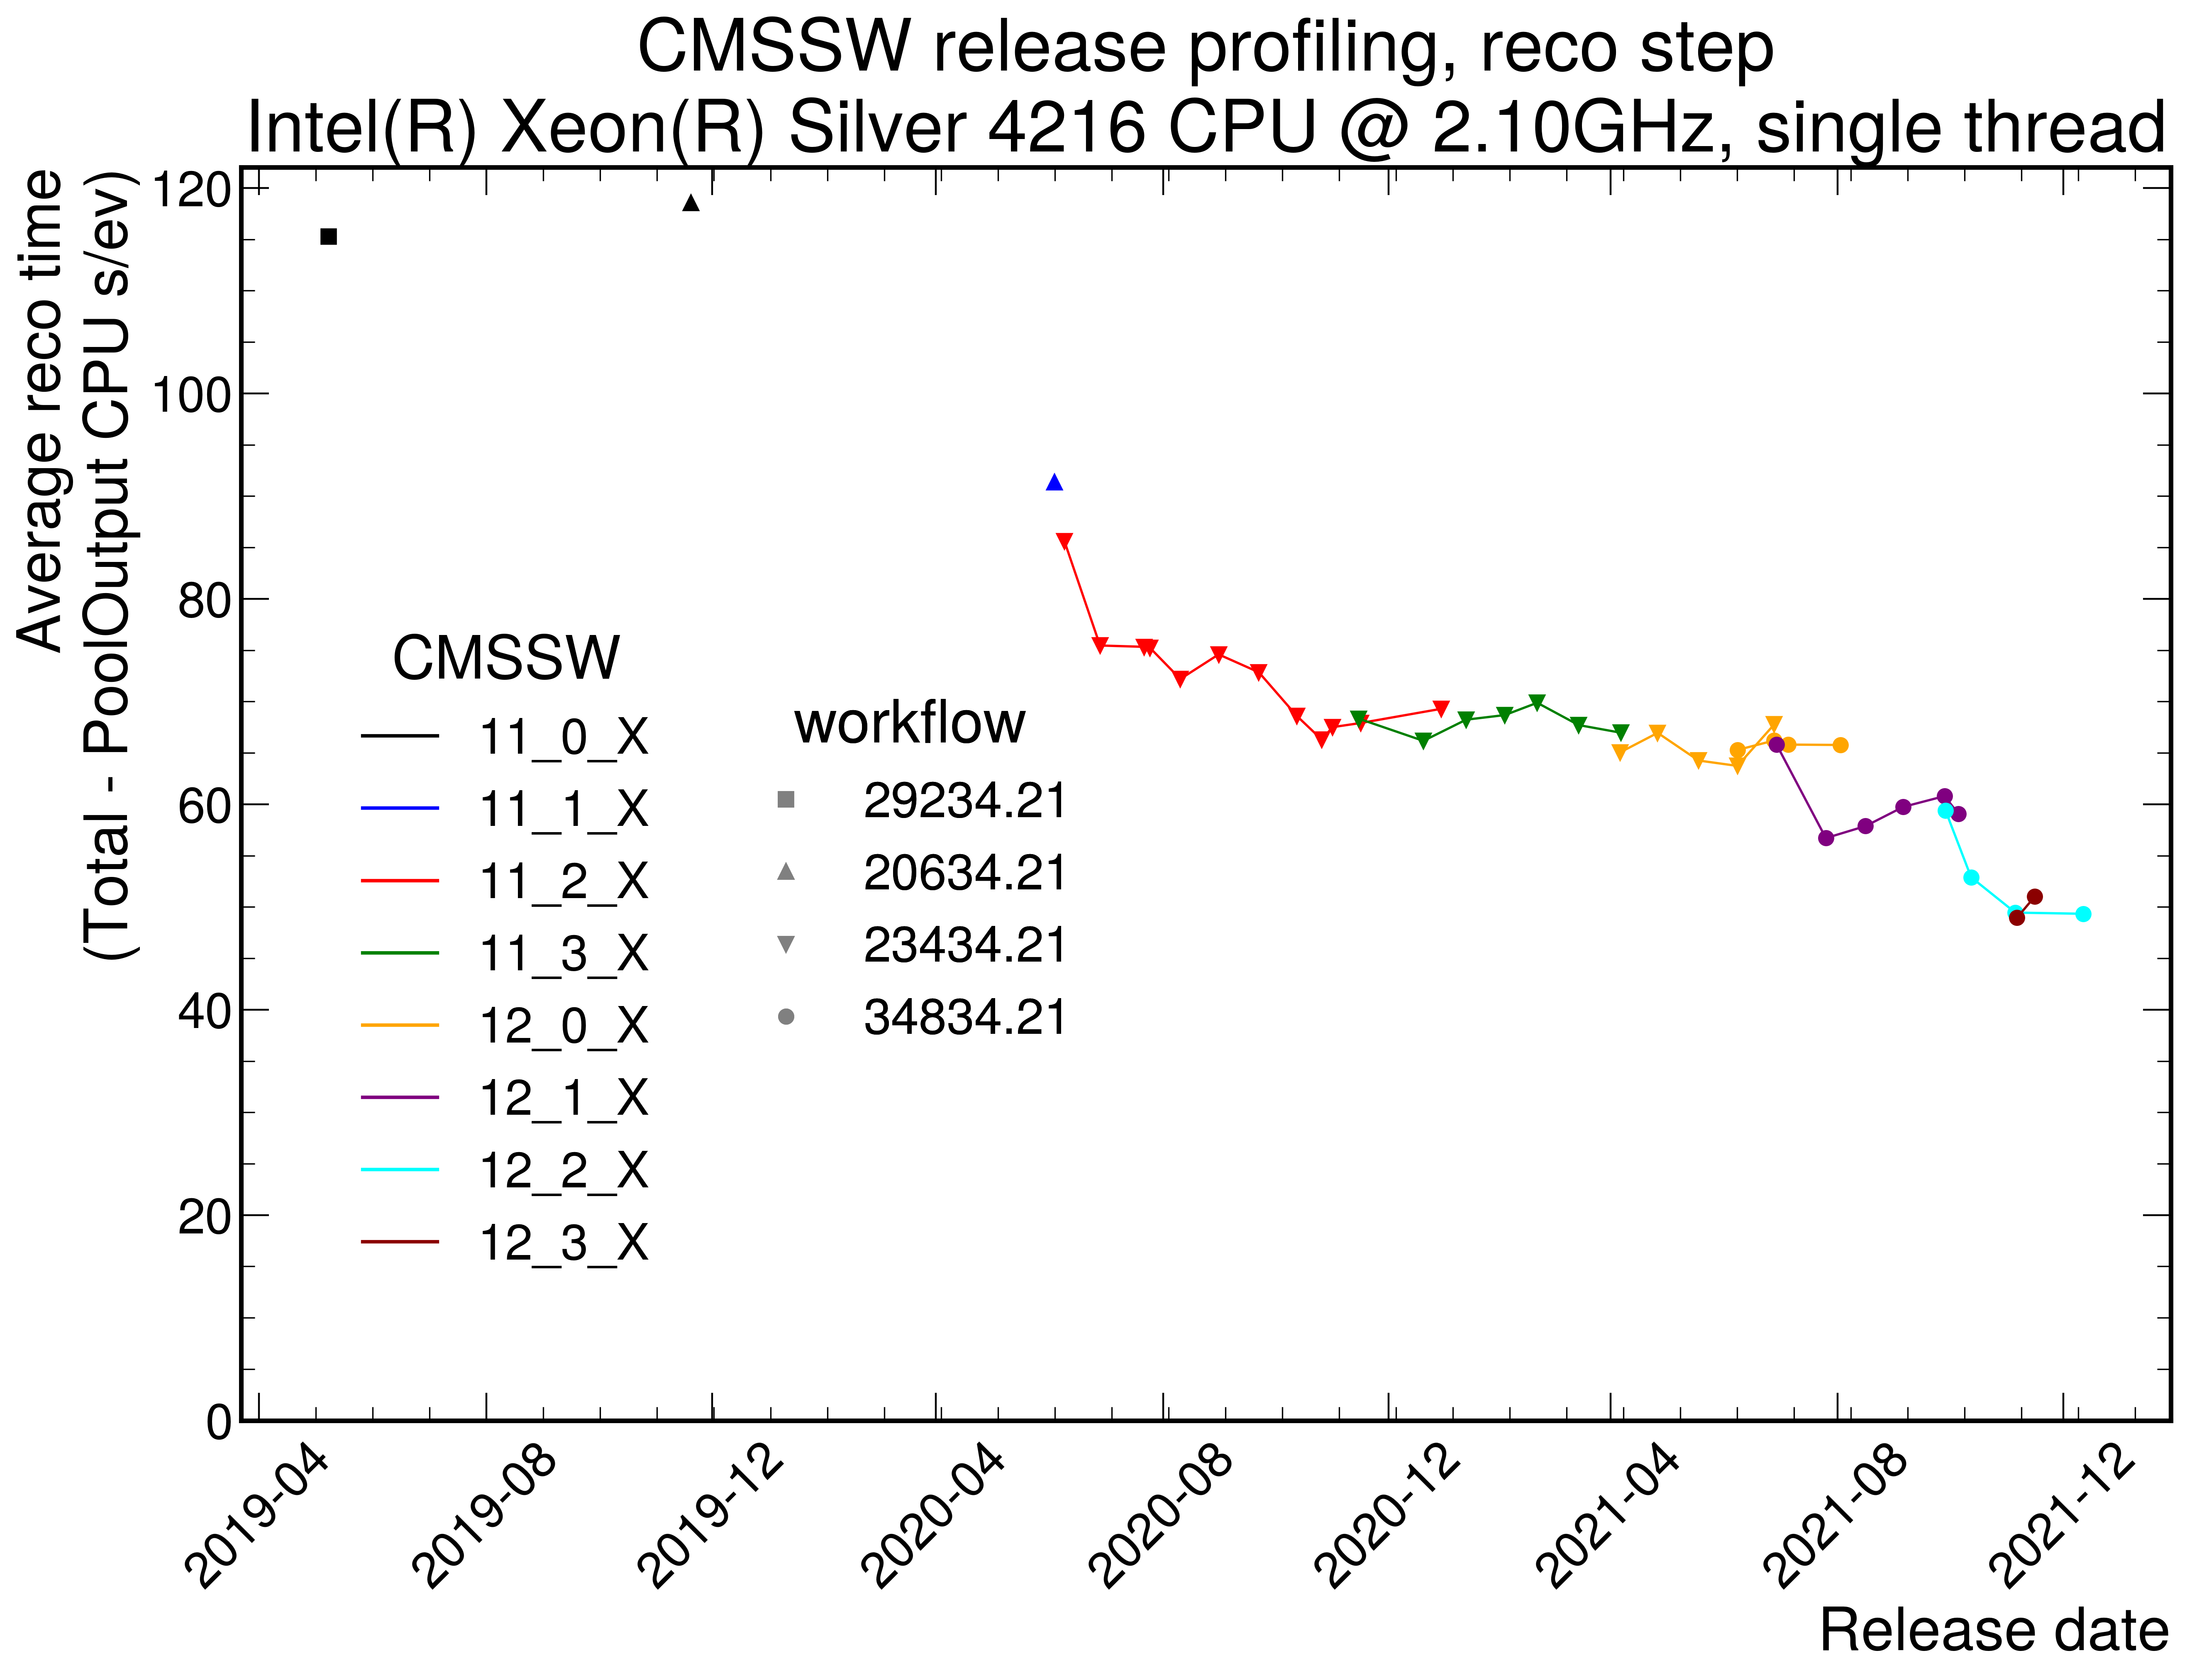 CMSSW release profiling, reco step
Intel(R) Xeon(R) Silver 4216 CPU @ 2.10GHz, single thread
Average reco time
(Total - PoolOutput CPU s/ev)
120
100
80
60
40
20
0
CMSSW
11_0_X
11_1_X
11_2_X
11_3_X
12_0_X
12_1_X
12_2_X
12_3_X
workflow
29234.21
20634.21
23434.21
34834.21
2019-04
2019-08
2019-12
2020-04
2020-08
2020-12
2021-04
2021-08
2021-12
Release date